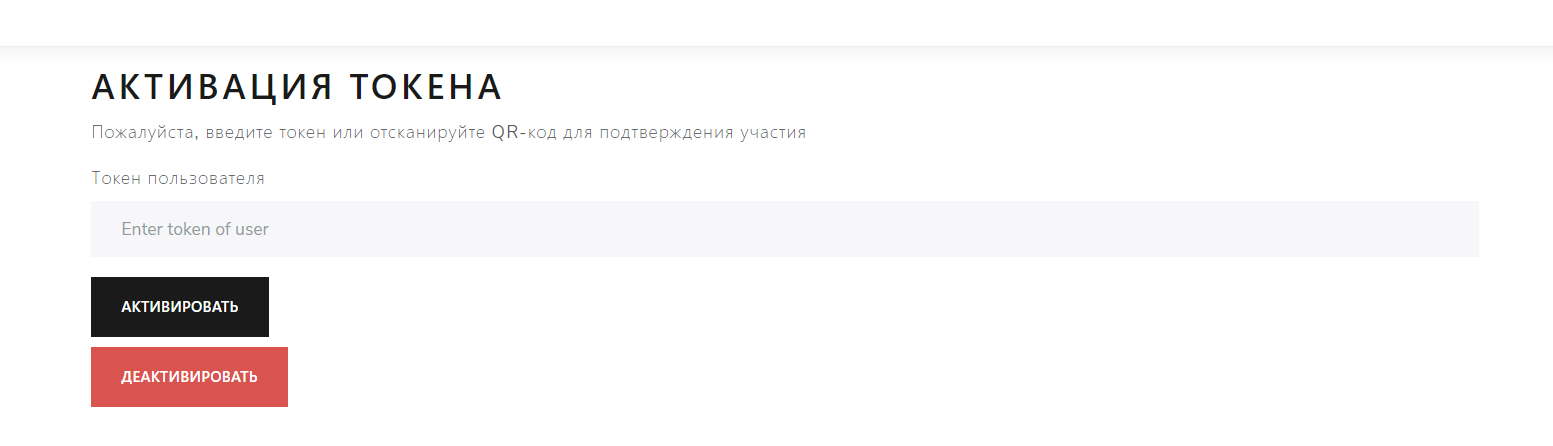 АКТИВАЦИЯ ТОКЕНА
Пожалуйста, введите токен или отсканируйте QR-код для подтверждения участия
Токен пользователя
Enter token of user
АКТИВИРОВАТЬ
ДЕАКТИВИРОВАТЬ